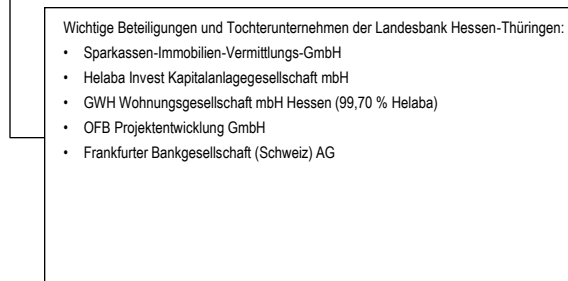 Wichtige Beteiligungen und Tochterunternehmen der Landesbank Hessen-Thüringen:
• Sparkassen-Immobilien-Vermittlungs-GmbH
• Helaba Invest Kapitalanlagegesellschaft mbH
• GWH Wohnungsgesellschaft mbH Hessen (99,70 % Helaba)
• OFB Projektentwicklung GmbH
• Frankfurter Bankgesellschaft (Schweiz) AG